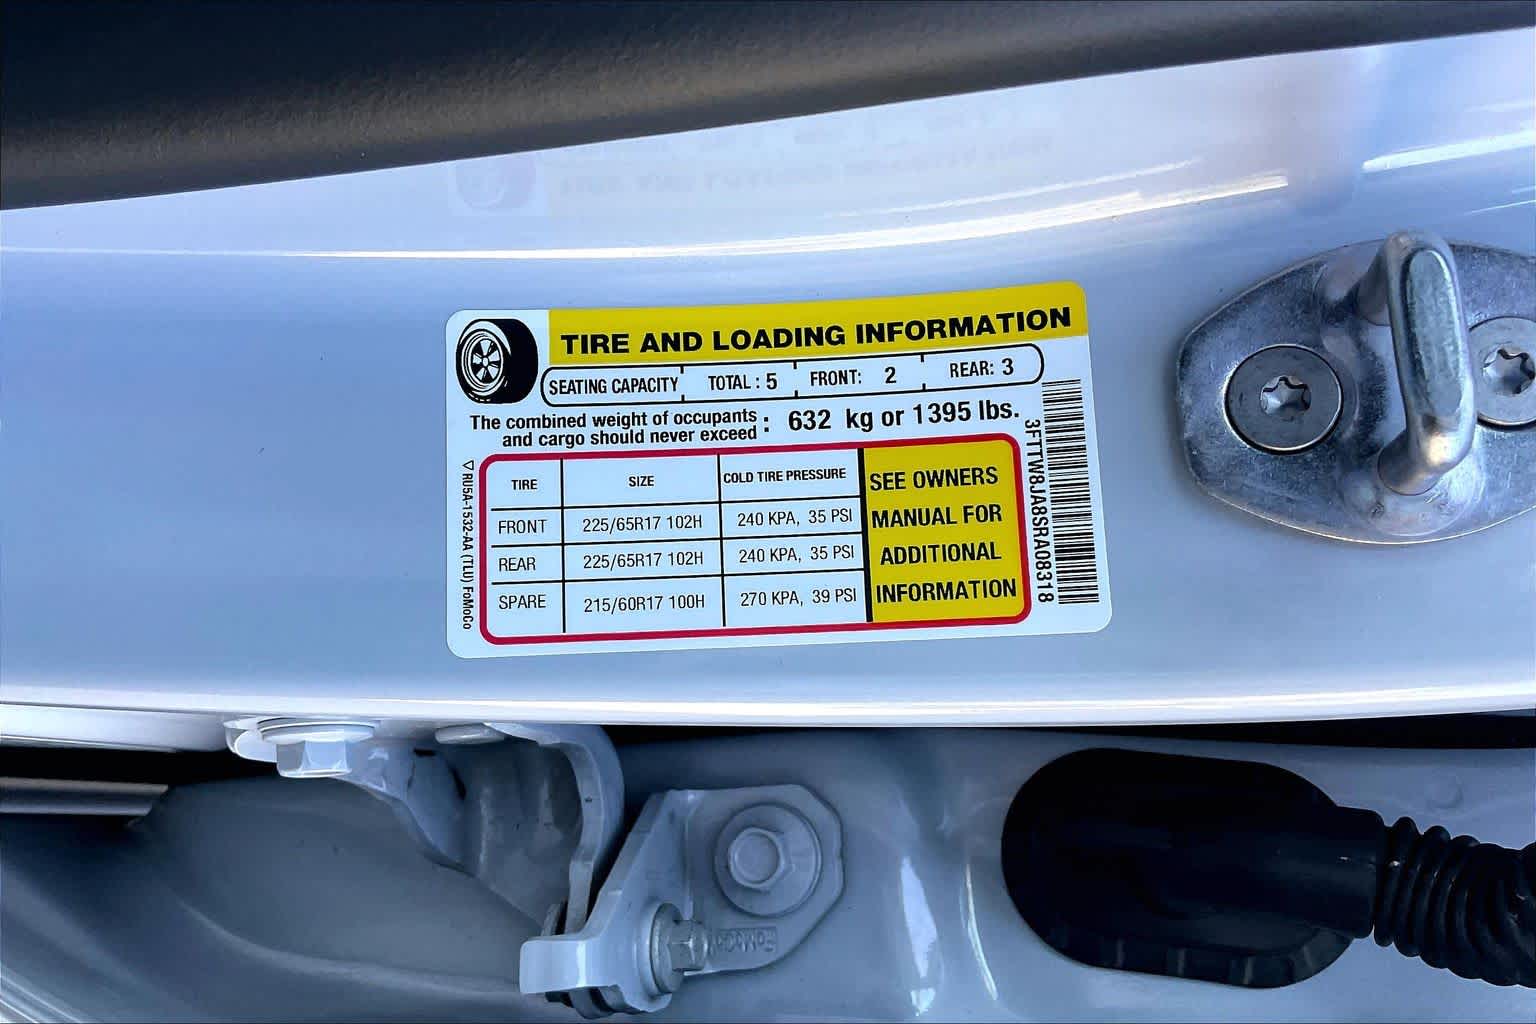 TIRE AND LOADING INFORMATION
SEATING CAPACITY TOTAL : 5 FRONT: 2 REAR: 3
The combined weight of occupants
and cargo should never exceed : 632 kg or 1395 lbs.
TIRE SIZE COLD TIRE PRESSURE
FRONT 225/65R17 102H 240 KPA, 35 PSI
REAR 225/65R17 102H 240 KPA, 35 PSI
SPARE 215/60R17 100H 270 KPA, 39 PSI
SEE OWNERS
MANUAL FOR
ADDITIONAL
INFORMATION
3FTTW8JA8SRA08318
▽ RU5A-1532-AA (TLU) FoMoCo
FOMOCO